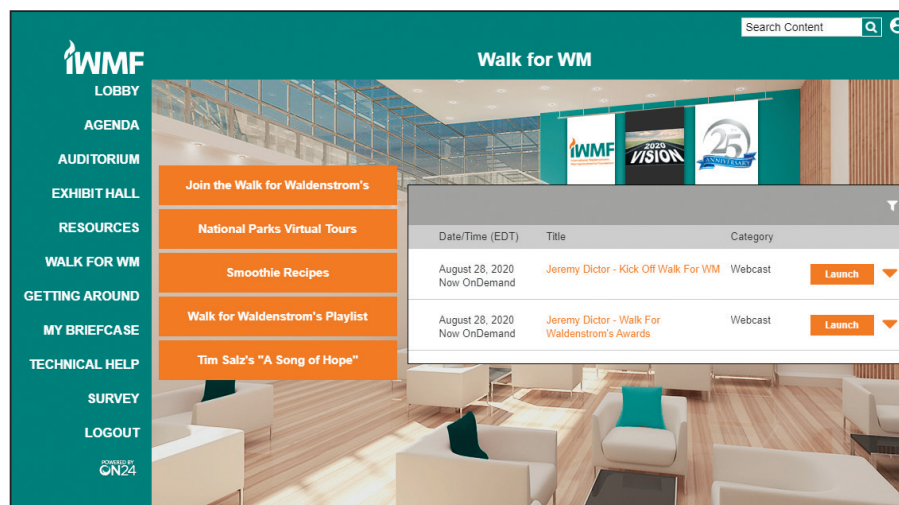 Search Content
iWMF
Walk for WM
LOBBY
AGENDA
AUDITORIUM
EXHIBIT HALL
RESOURCES
WALK FOR WM
GETTING AROUND
MY BRIEFCASE
TECHNICAL HELP
SURVEY
LOGOUT
POWERED BY
ON24
iWMF
2020
VISION
25
ANNIVERSARY
Join the Walk for Waldenstrom's
National Parks Virtual Tours
Smoothie Recipes
Walk for Waldenstrom's Playlist
Tim Salz's "A Song of Hope"
Date/Time (EDT) Title Category
August 28, 2020 Jeremy Dictor - Kick Off Walk For WM Webcast Launch
Now OnDemand
August 28, 2020 Jeremy Dictor - Walk For Webcast Launch
Now OnDemand Waldenstrom's Awards